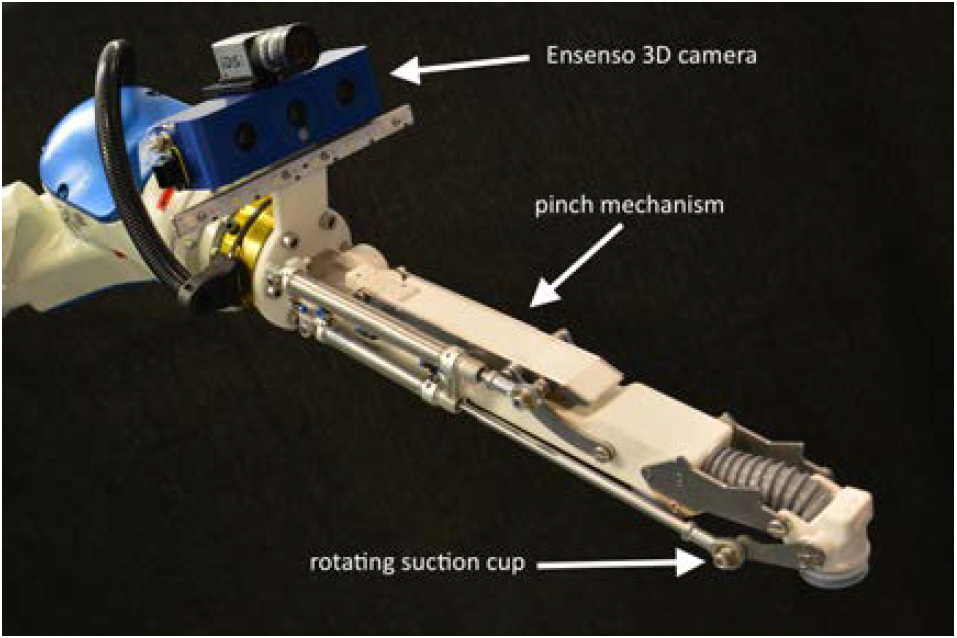 Ensenso 3D camera
pinch mechanism
rotating suction cup